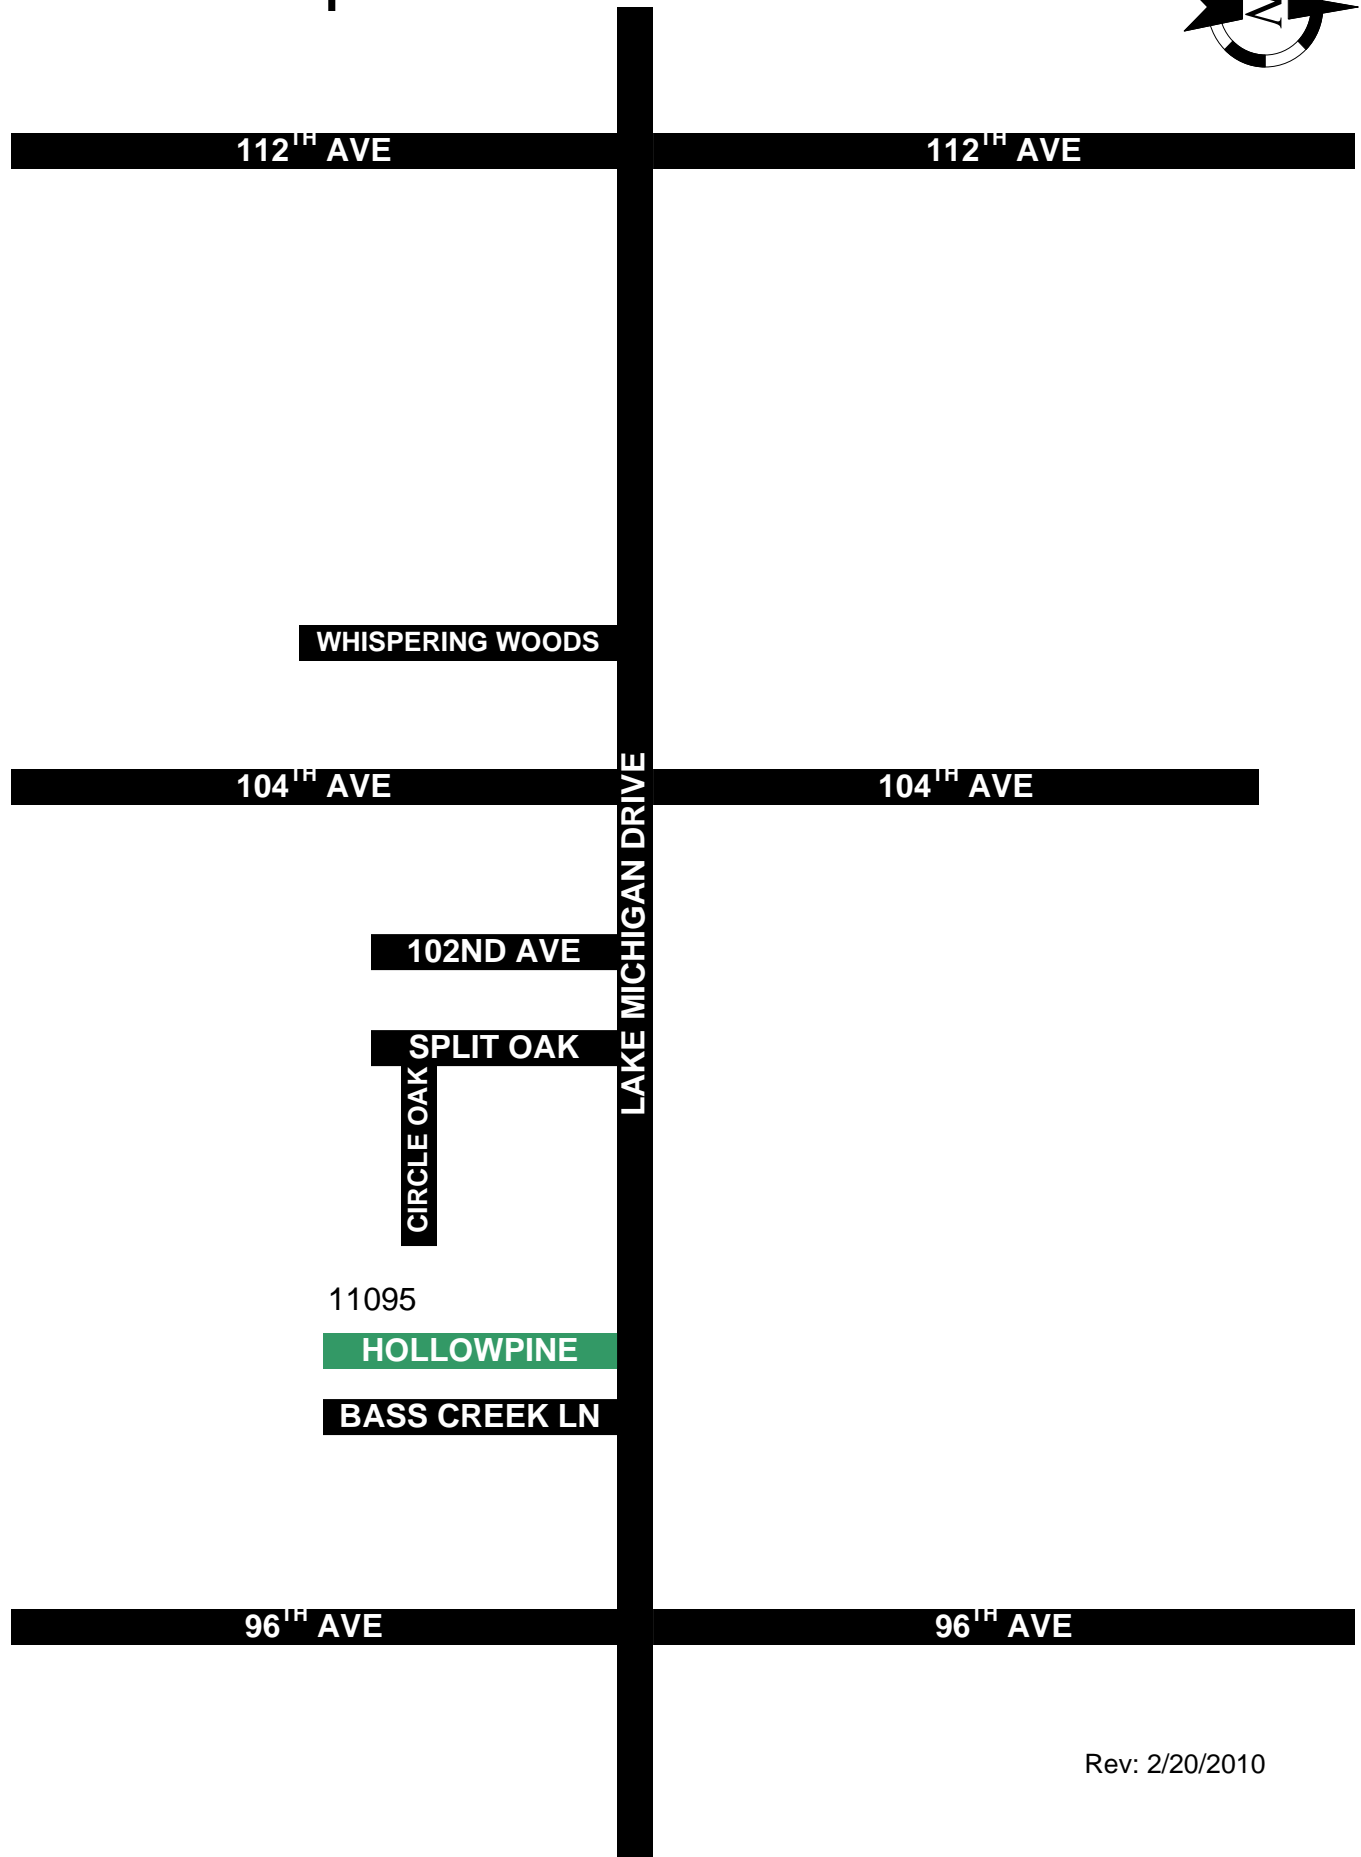 N
112TH AVE
112TH AVE
WHISPERING WOODS
104TH AVE
104TH AVE
LAKE MICHIGAN DRIVE
102ND AVE
SPLIT OAK
CIRCLE OAK
11095
HOLLOWPINE
BASS CREEK LN
96TH AVE
96TH AVE
Rev: 2/20/2010